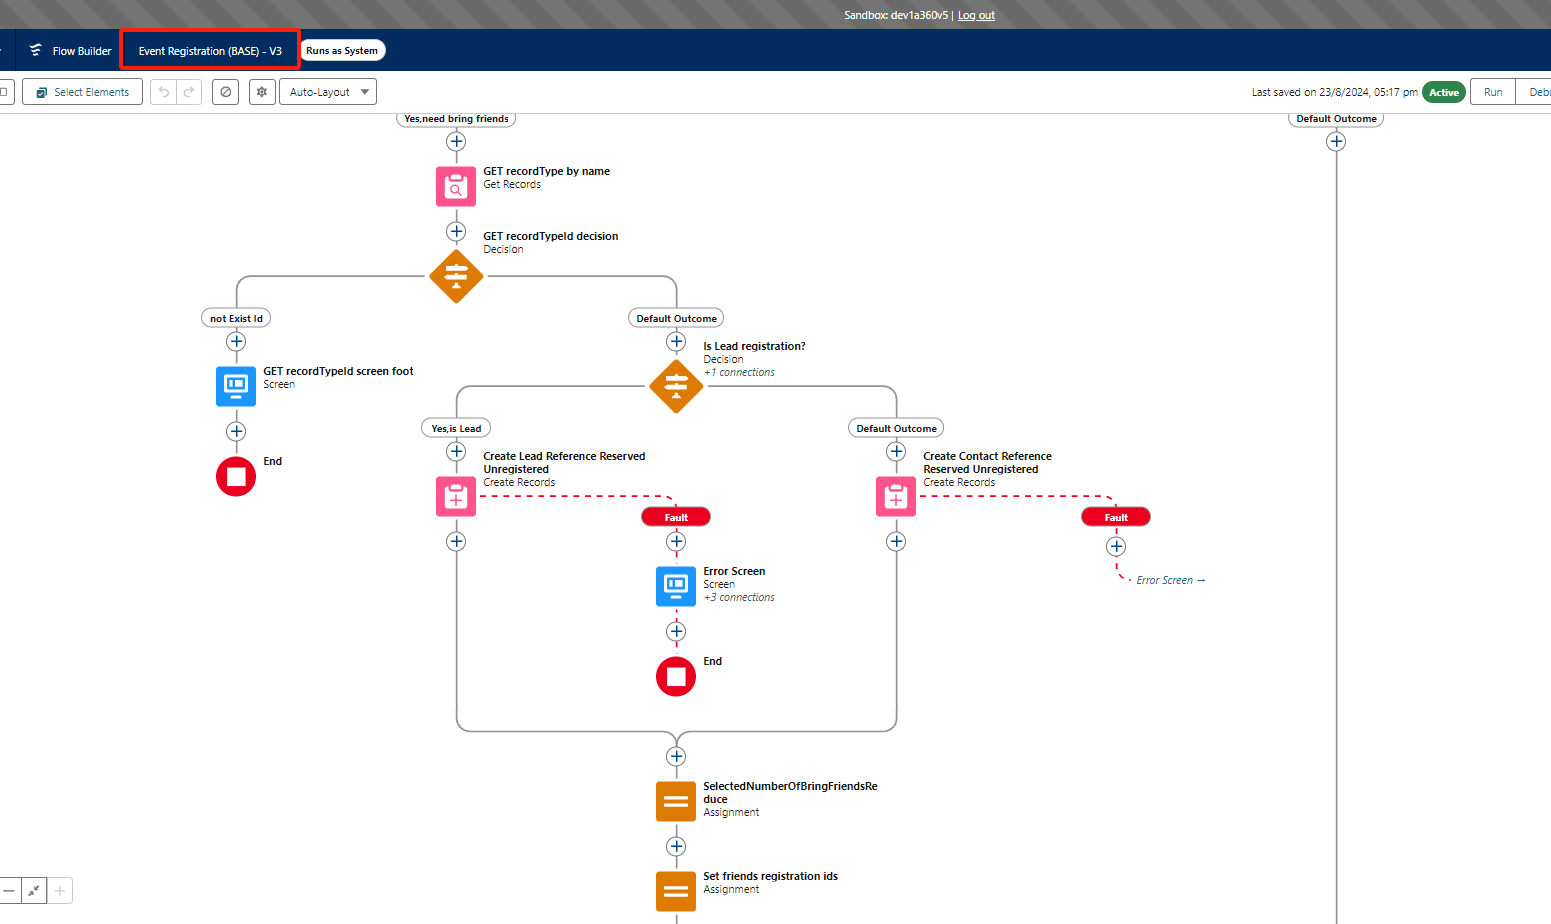 Sandbox: dev1a360v5 | Log out
Flow Builder
Event Registration (BASE) - V3
Runs as System
Select Elements
Auto-Layout
Last saved on 23/8/2024, 05:17 pm
Active
Run
Debu
Yes,need bring friends
Default Outcome
GET recordType by name
Get Records
GET recordTypeId decision
Decision
not Exist Id
Default Outcome
Is Lead registration?
Decision
+1 connections
GET recordTypeId screen foot
Screen
Yes,is Lead
Default Outcome
End
Create Lead Reference Reserved
Unregistered
Create Records
Create Contact Reference
Reserved Unregistered
Create Records
Fault
Fault
Error Screen
Screen
+3 connections
Error Screen →
End
SelectedNumberOfBringFriendsRe
duce
Assignment
Set friends registration ids
Assignment